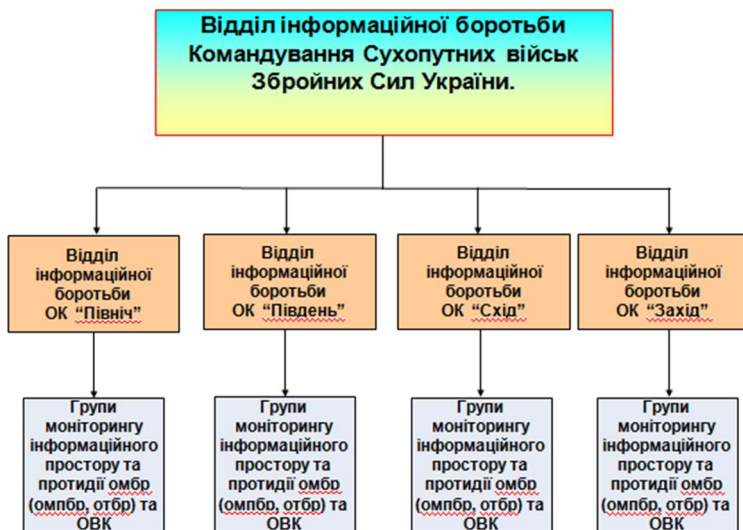 Відділ інформаційної боротьби
Командування Сухопутних військ
Збройних Сил України.
Відділ
інформаційної
боротьби
ОК “Північ”
Відділ
інформаційної
боротьби
ОК “Південь”
Відділ
інформаційної
боротьби
ОК “Схід”
Відділ
інформаційної
боротьби
ОК “Захід”
Групи
моніторингу
інформаційного
простору та
протидії омбр
(омпбр, отбр) та
ОВК
Групи
моніторингу
інформаційного
простору та
протидії омбр
(омпбр, отбр) та
ОВК
Групи
моніторингу
інформаційного
простору та
протидії омбр
(омпбр, отбр) та
ОВК
Групи
моніторингу
інформаційного
простору та
протидії омбр
(омпбр, отбр) та
ОВК